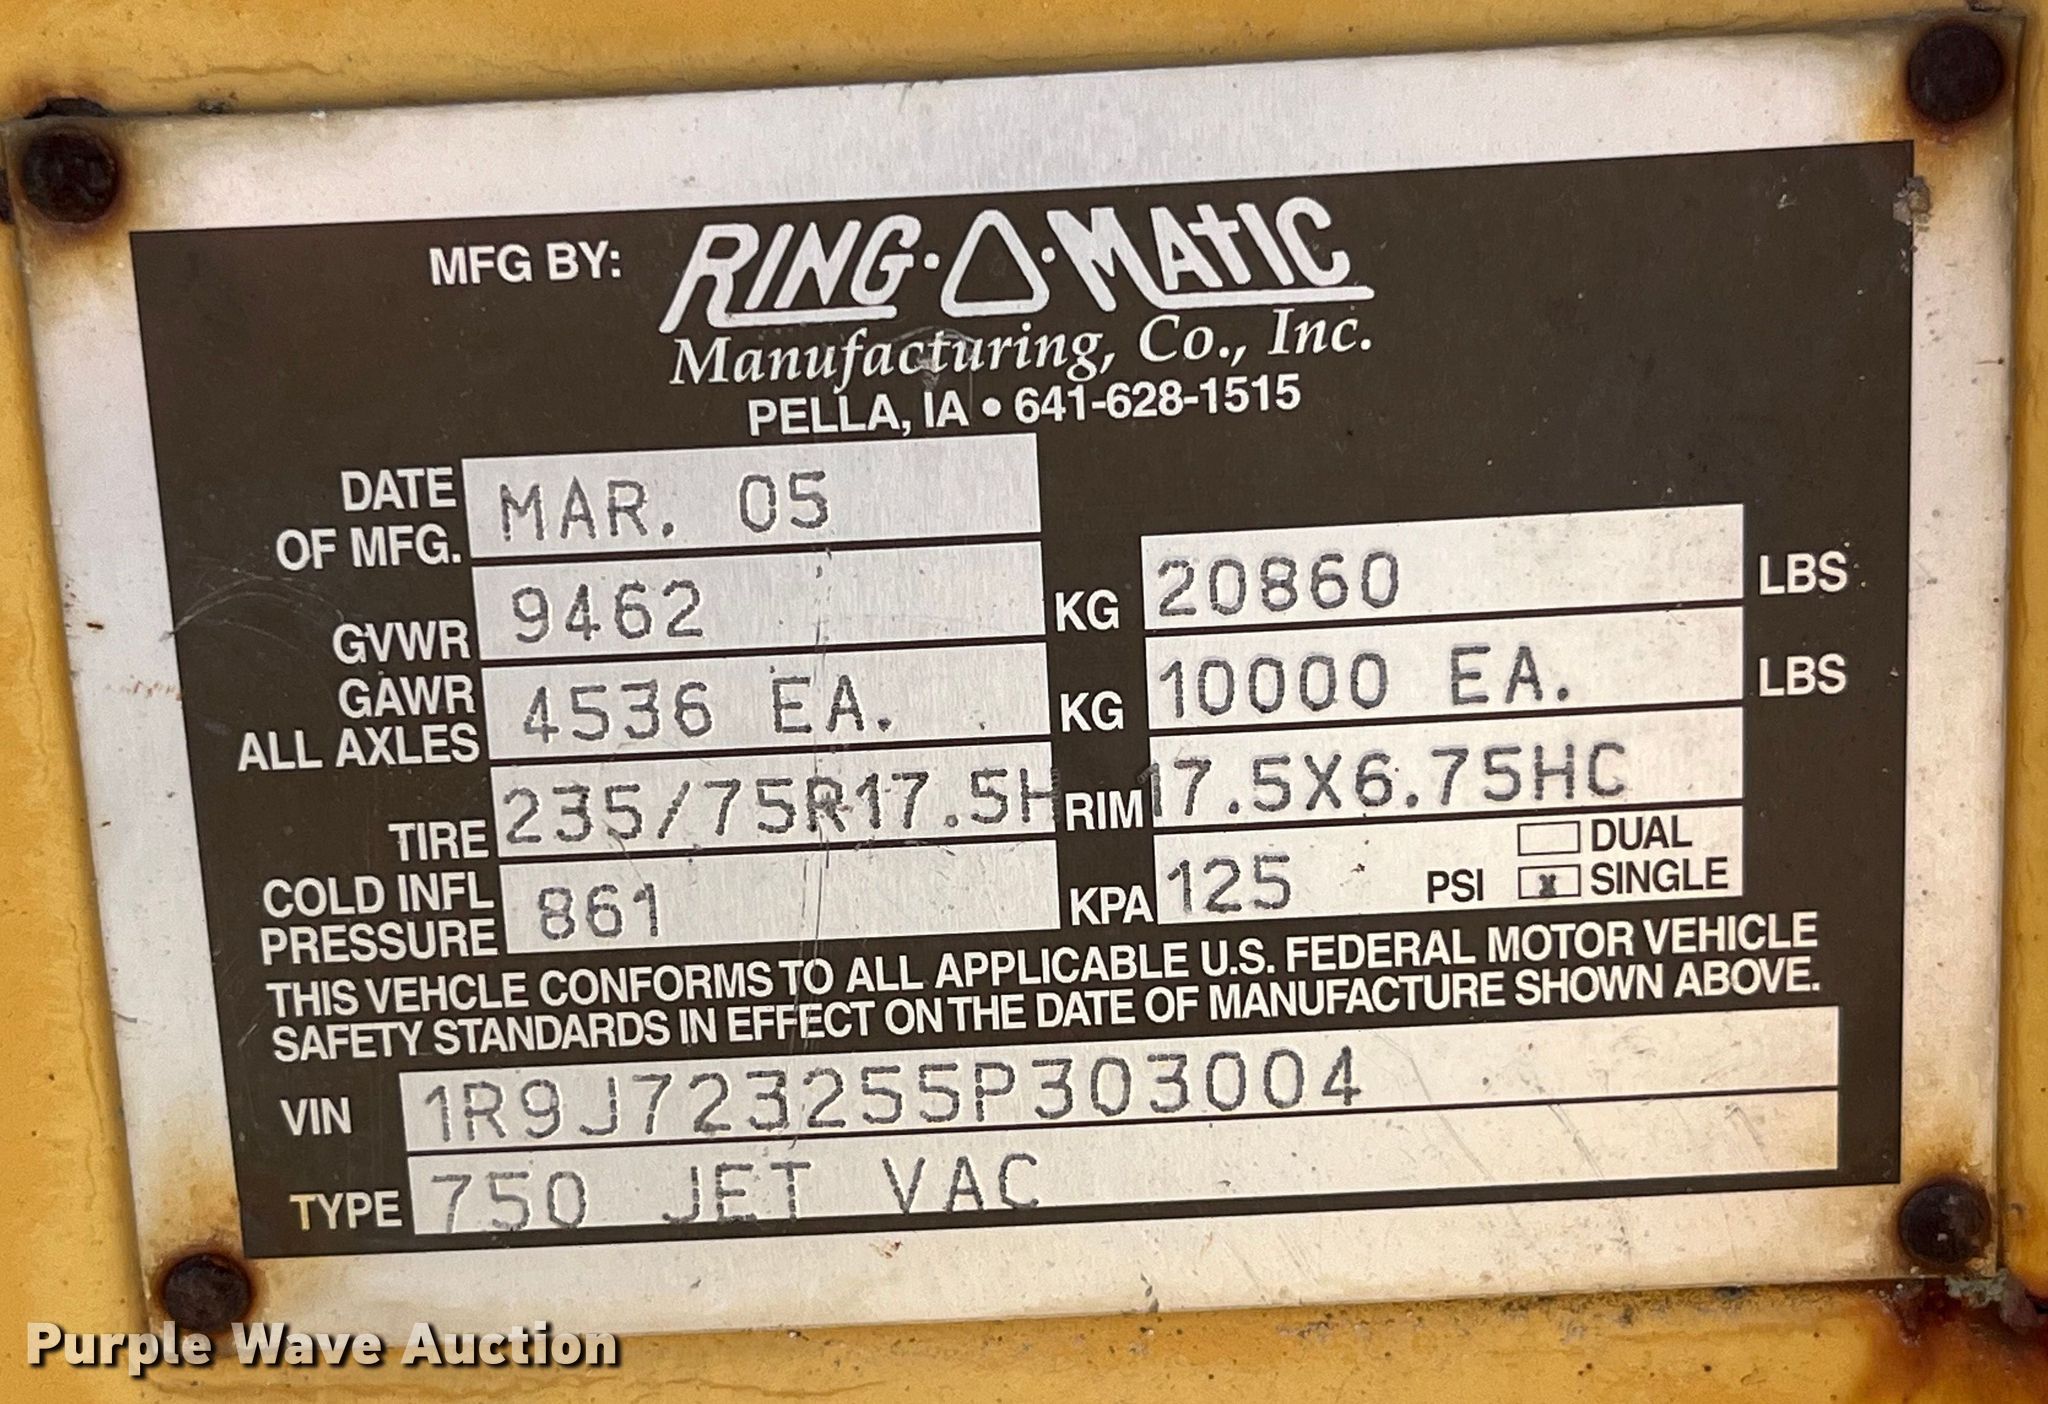 MFG BY: RING-O-MATIC
Manufacturing, Co., Inc.
PELLA, IA • 641-628-1515
DATE OF MFG. MAR. 05
GVWR 9462 KG 20860 LBS
GAWR ALL AXLES 4536 EA. KG 10000 EA. LBS
TIRE 235/75R17.5H RIM 17.5X6.75HC
COLD INFL PRESSURE 861 KPA 125 PSI DUAL
x SINGLE
THIS VEHCLE CONFORMS TO ALL APPLICABLE U.S. FEDERAL MOTOR VEHICLE
SAFETY STANDARDS IN EFFECT ON THE DATE OF MANUFACTURE SHOWN ABOVE.
VIN 1R9J723255P303004
TYPE 750 JET VAC
Purple Wave Auction